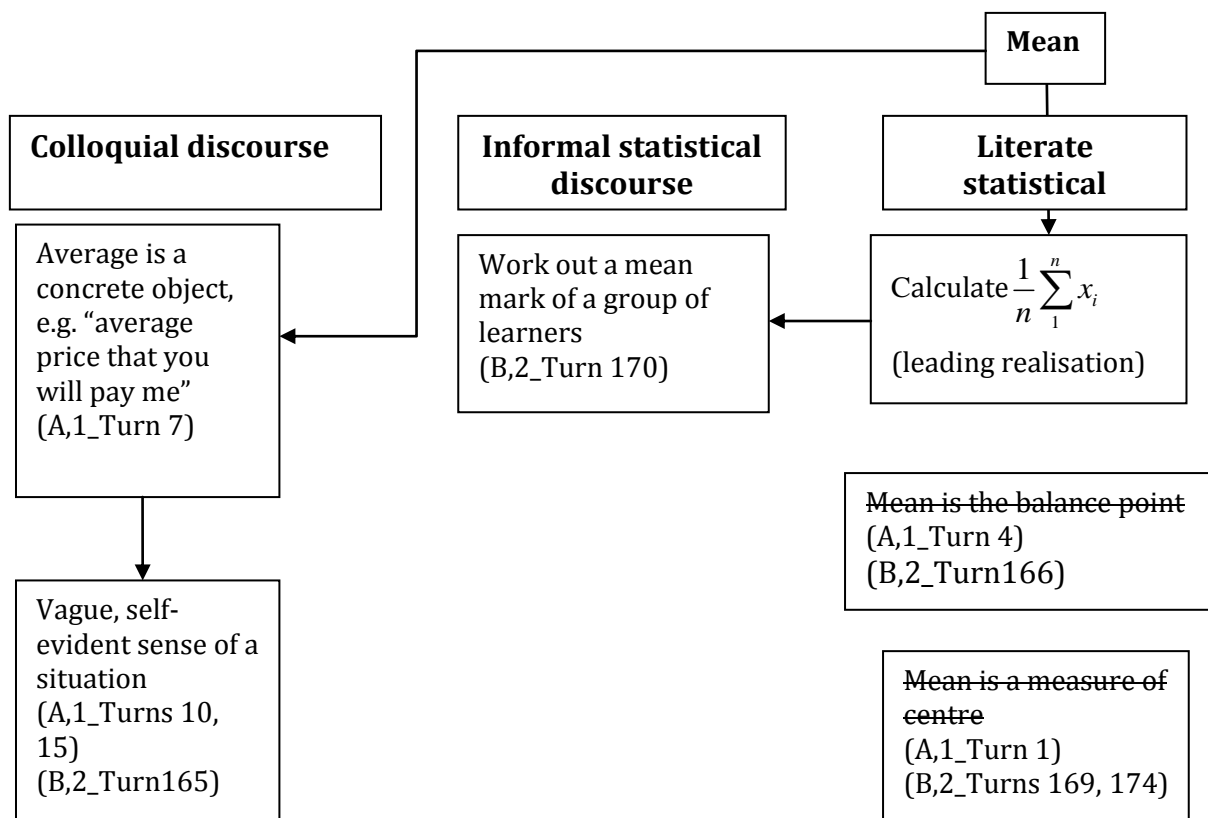 Mean
Colloquial discourse
Informal statistical
discourse
Literate
statistical
Average is a
concrete object,
e.g. “average
price that you
will pay me”
(A,1_Turn 7)
Work out a mean
mark of a group of
learners
(B,2_Turn 170)
Calculate \frac{1}{n}\sum_{1}^{n} x_i
(leading realisation)
Mean is the balance point
(A,1_Turn 4)
(B,2_Turn166)
Vague, self-
evident sense of a
situation
(A,1_Turns 10,
15)
(B,2_Turn165)
Mean is a measure of
centre
(A,1_Turn 1)
(B,2_Turns 169, 174)